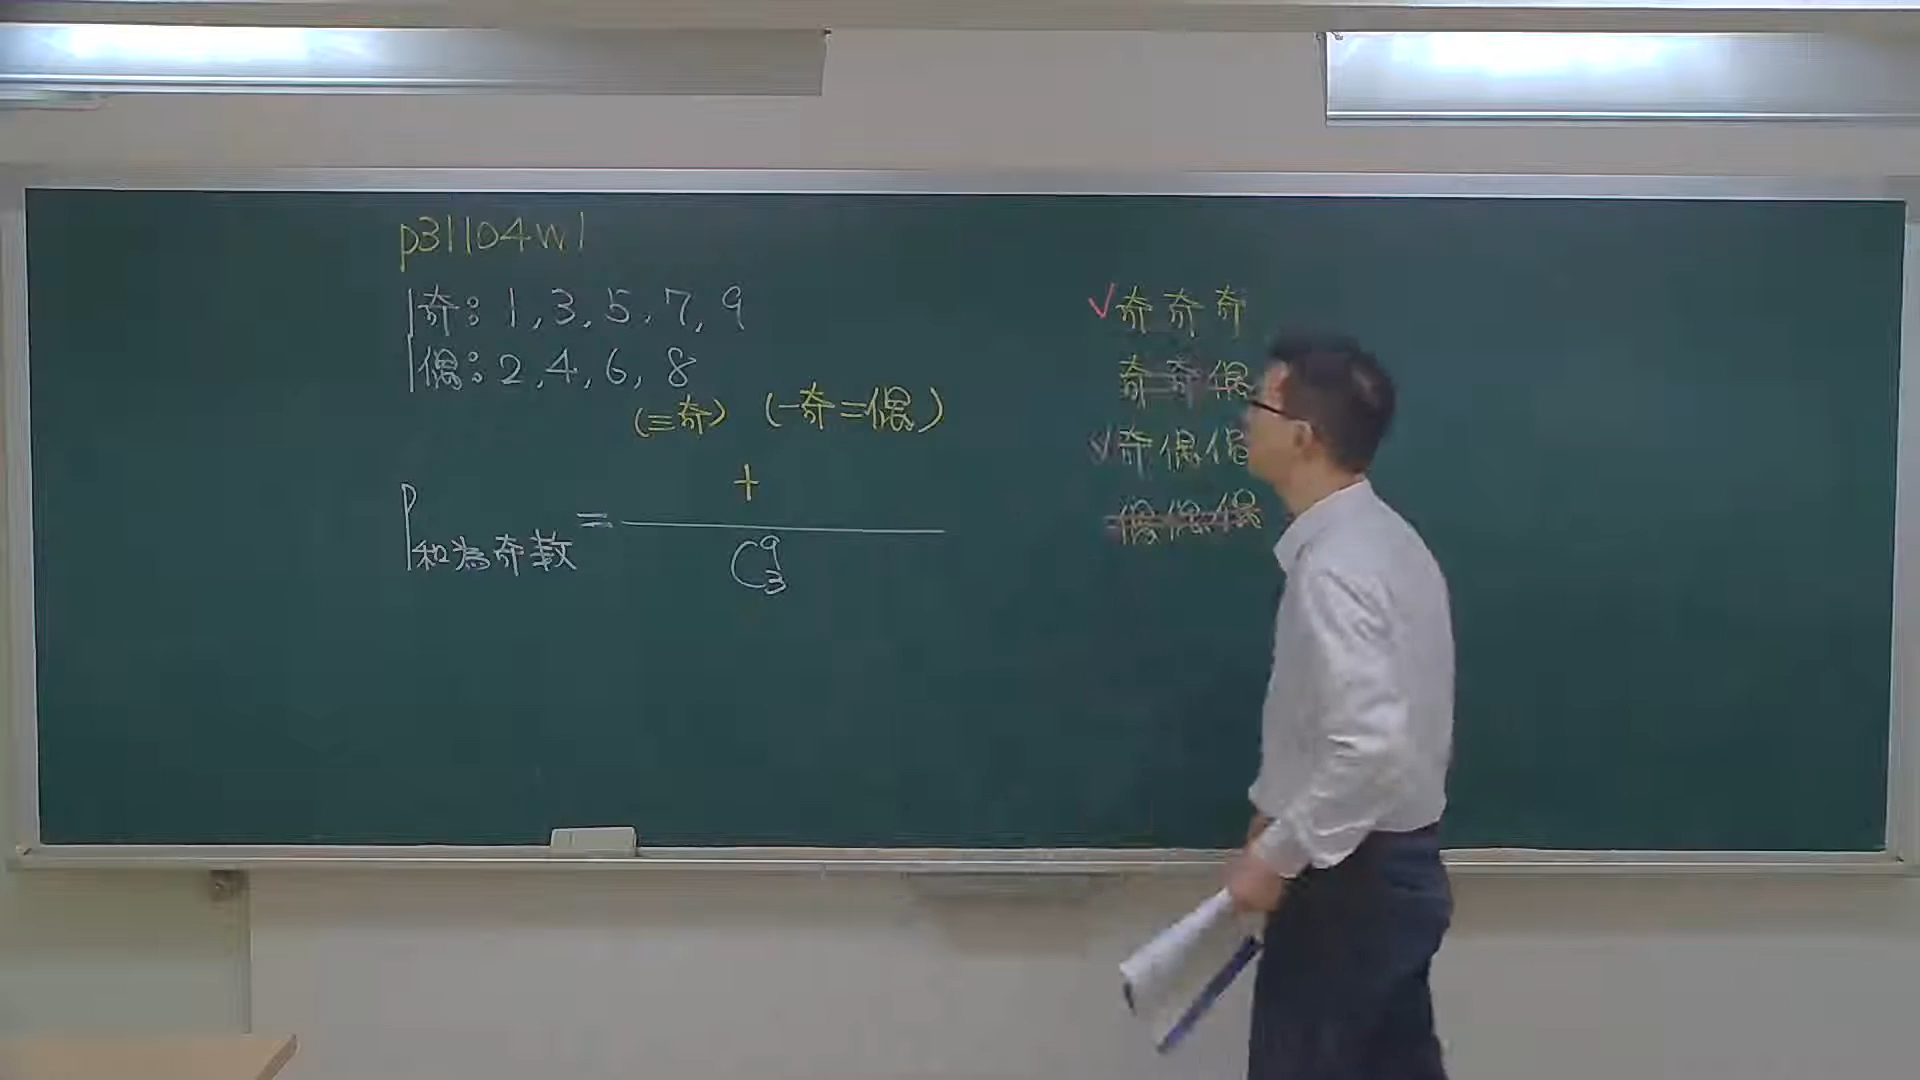 p31104w1
奇: 1, 3, 5, 7, 9
偶: 2, 4, 6, 8
(三奇) (一奇二偶)
+
P和為奇數 =
C⁹₃
✓奇奇奇
奇奇偶
✓奇偶偶
偶偶偶